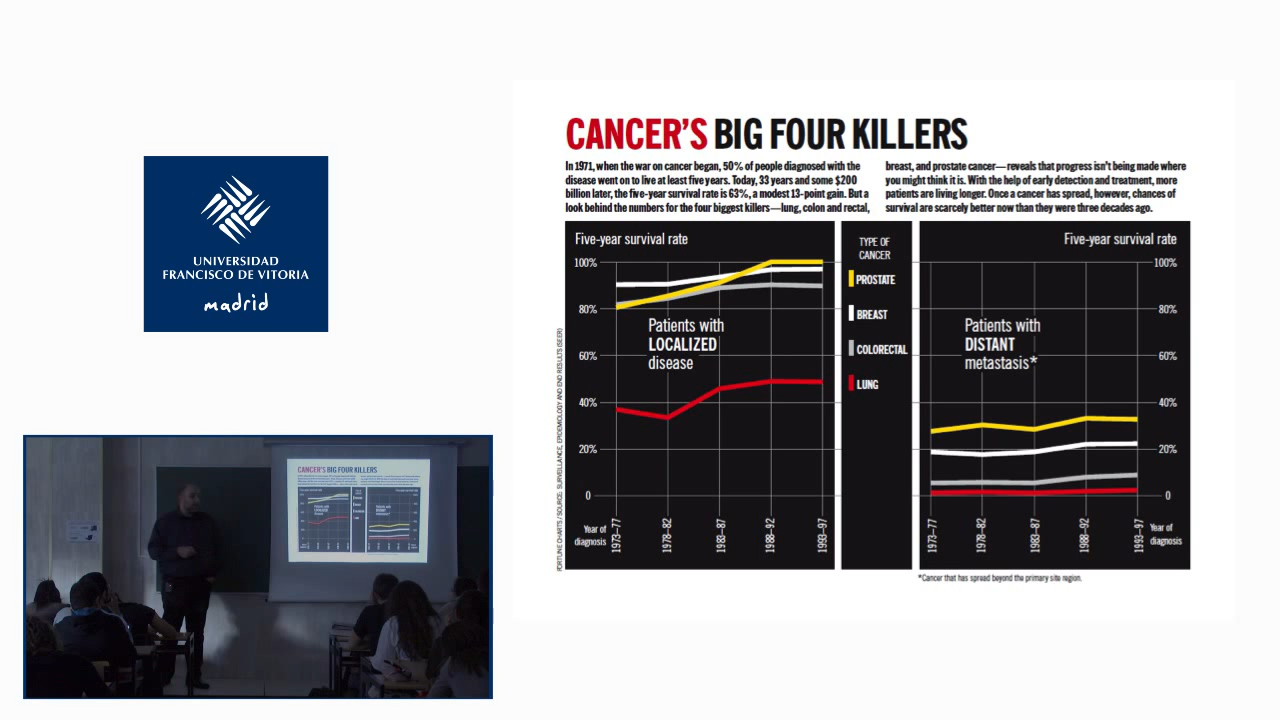 UNIVERSIDAD
FRANCISCO DE VITORIA
madrid
CANCER'S BIG FOUR KILLERS
In 1971, when the war on cancer began, 50% of people diagnosed with the
disease went on to live at least five years. Today, 33 years and some $200
billion later, the five-year survival rate is 63%, a modest 13-point gain. But a
look behind the numbers for the four biggest killers—lung, colon and rectal,
breast, and prostate cancer—reveals that progress isn't being made where
you might think it is. With the help of early detection and treatment, more
patients are living longer. Once a cancer has spread, however, chances of
survival are scarcely better now than they were three decades ago.
Five-year survival rate
100%
80%
60%
40%
20%
0
Patients with
LOCALIZED
disease
Year of
diagnosis
1973–77
1978–82
1983–87
1988–92
1993–97
FORTUNE CHARTS / SOURCE: SURVEILLANCE, EPIDEMIOLOGY AND END RESULTS (SEER)
TYPE OF
CANCER
PROSTATE
BREAST
COLORECTAL
LUNG
Five-year survival rate
100%
80%
60%
40%
20%
0
Patients with
DISTANT
metastasis*
1973–77
1978–82
1983–87
1988–92
1993–97
Year of
diagnosis
*Cancer that has spread beyond the primary site region.
CANCER'S BIG FOUR KILLERS